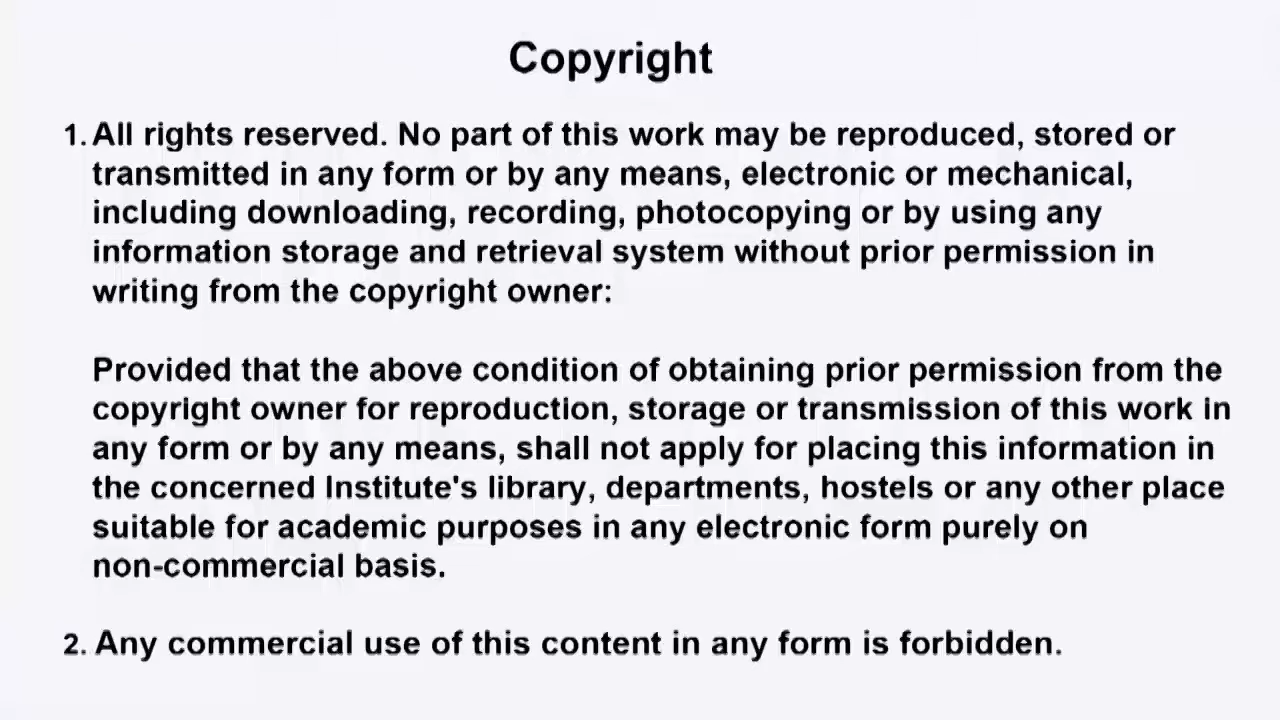 Copyright
1. All rights reserved. No part of this work may be reproduced, stored or
transmitted in any form or by any means, electronic or mechanical,
including downloading, recording, photocopying or by using any
information storage and retrieval system without prior permission in
writing from the copyright owner:
Provided that the above condition of obtaining prior permission from the
copyright owner for reproduction, storage or transmission of this work in
any form or by any means, shall not apply for placing this information in
the concerned Institute's library, departments, hostels or any other place
suitable for academic purposes in any electronic form purely on
non-commercial basis.
2. Any commercial use of this content in any form is forbidden.